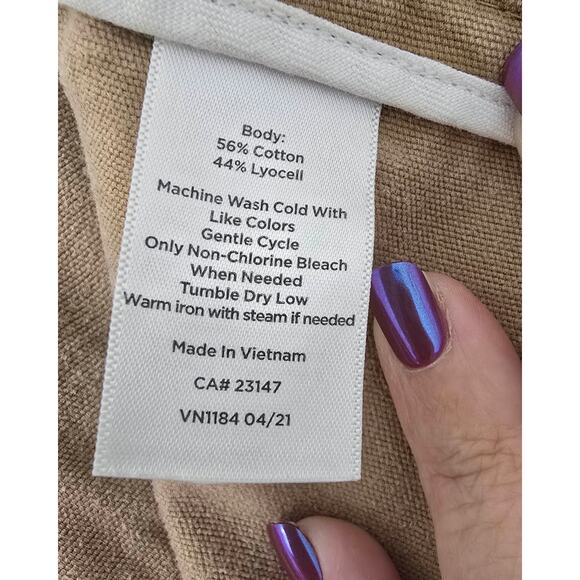 Body:
56% Cotton
44% Lyocell
Machine Wash Cold With
Like Colors
Gentle Cycle
Only Non-Chlorine Bleach
When Needed
Tumble Dry Low
Warm iron with steam if needed
Made In Vietnam
CA# 23147
VN1184 04/21